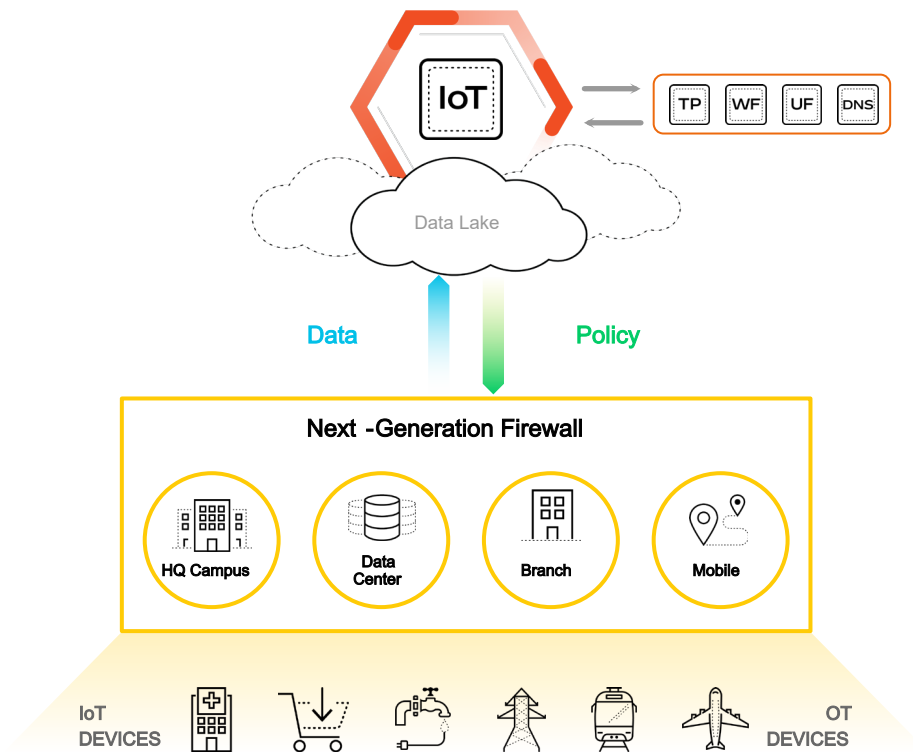 IoT
TP WF UF DNS
Data Lake
Data Policy
Next -Generation Firewall
HQ Campus
Data
Center
Branch
Mobile
IoT
DEVICES
OT
DEVICES